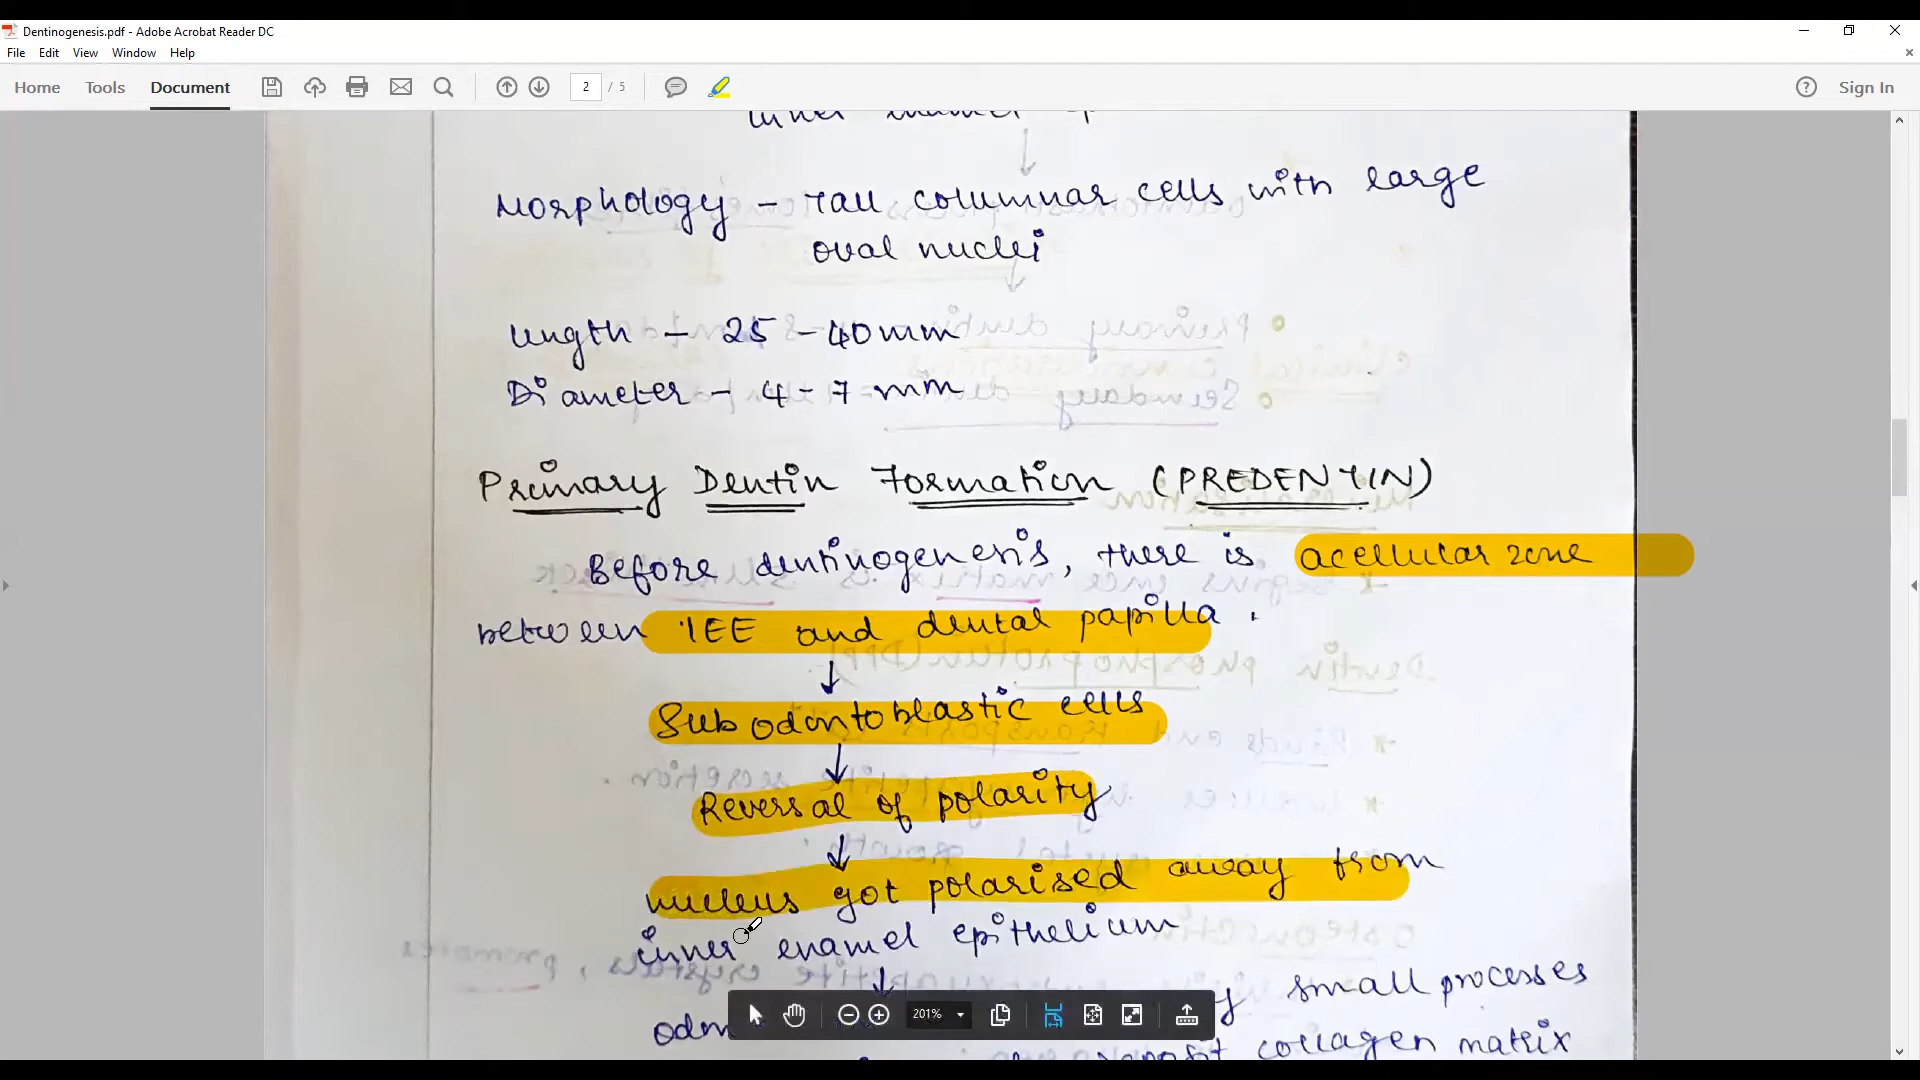 Dentinogenesis.pdf - Adobe Acrobat Reader DC
File Edit View Window Help
Home Tools Document 2 / 5 Sign In
inner enamel
Morphology - Tall columnar cells with large
oval nuclei
length - 25 - 40 mm
Diameter - 4 - 7 mm
Primary Dentin Formation (PREDENTIN)
Before dentinogenesis, there is acellular zone
between IEE and dental papilla.
↓
Sub odontoblastic cells
↓
Reversal of polarity
↓
nucleus got polarised away from
inner enamel epithelium
↓
small processes
collagen matrix
201%